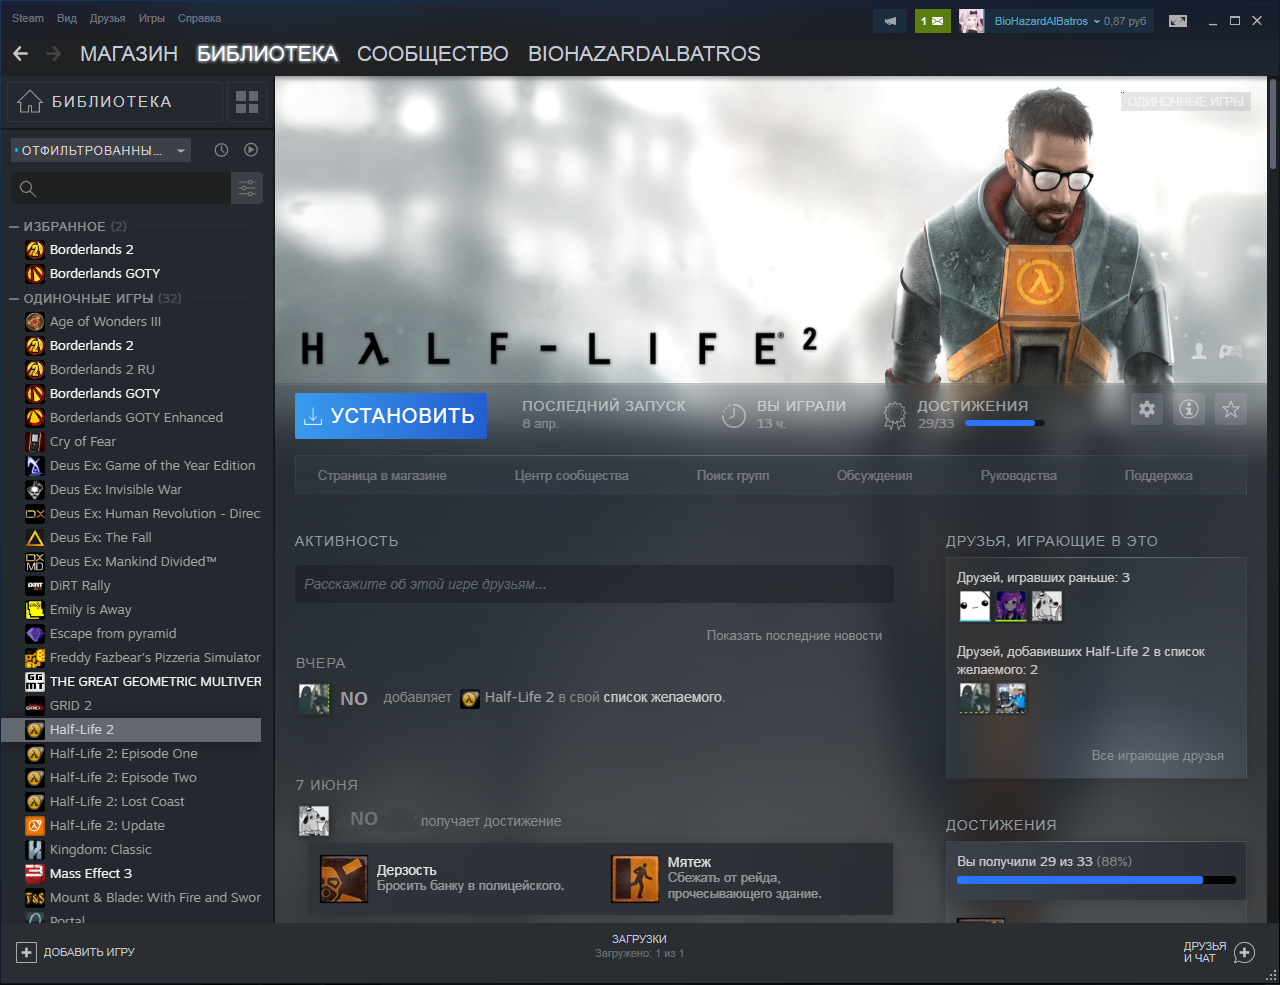 Steam Вид Друзья Игры Справка
1 BioHazardAlBatros 0,87 руб
МАГАЗИН БИБЛИОТЕКА СООБЩЕСТВО BIOHAZARDALBATROS
БИБЛИОТЕКА
ОТФИЛЬТРОВАННЫ...
ИЗБРАННОЕ (2)
Borderlands 2
Borderlands GOTY
ОДИНОЧНЫЕ ИГРЫ (32)
Age of Wonders III
Borderlands 2
Borderlands 2 RU
Borderlands GOTY
Borderlands GOTY Enhanced
Cry of Fear
Deus Ex: Game of the Year Edition
Deus Ex: Invisible War
Deus Ex: Human Revolution - Direc
Deus Ex: The Fall
Deus Ex: Mankind Divided™
DiRT Rally
Emily is Away
Escape from pyramid
Freddy Fazbear's Pizzeria Simulator
THE GREAT GEOMETRIC MULTIVER
GRID 2
Half-Life 2
Half-Life 2: Episode One
Half-Life 2: Episode Two
Half-Life 2: Lost Coast
Half-Life 2: Update
Kingdom: Classic
Mass Effect 3
Mount & Blade: With Fire and Swor
Portal
ОДИНОЧНЫЕ ИГРЫ
HλLF-LIFE® 2
УСТАНОВИТЬ
ПОСЛЕДНИЙ ЗАПУСК
8 апр.
ВЫ ИГРАЛИ
13 ч.
ДОСТИЖЕНИЯ
29/33
Страница в магазине Центр сообщества Поиск групп Обсуждения Руководства Поддержка
АКТИВНОСТЬ
Расскажите об этой игре друзьям...
Показать последние новости
ВЧЕРА
NO добавляет Half-Life 2 в свой список желаемого.
7 ИЮНЯ
NO получает достижение
Дерзость
Бросить банку в полицейского.
Мятеж
Сбежать от рейда,
прочесывающего здание.
ДРУЗЬЯ, ИГРАЮЩИЕ В ЭТО
Друзей, игравших раньше: 3
Друзей, добавивших Half-Life 2 в список
желаемого: 2
Все играющие друзья
ДОСТИЖЕНИЯ
Вы получили 29 из 33 (88%)
ДОБАВИТЬ ИГРУ
ЗАГРУЗКИ
Загружено: 1 из 1
ДРУЗЬЯ
И ЧАТ